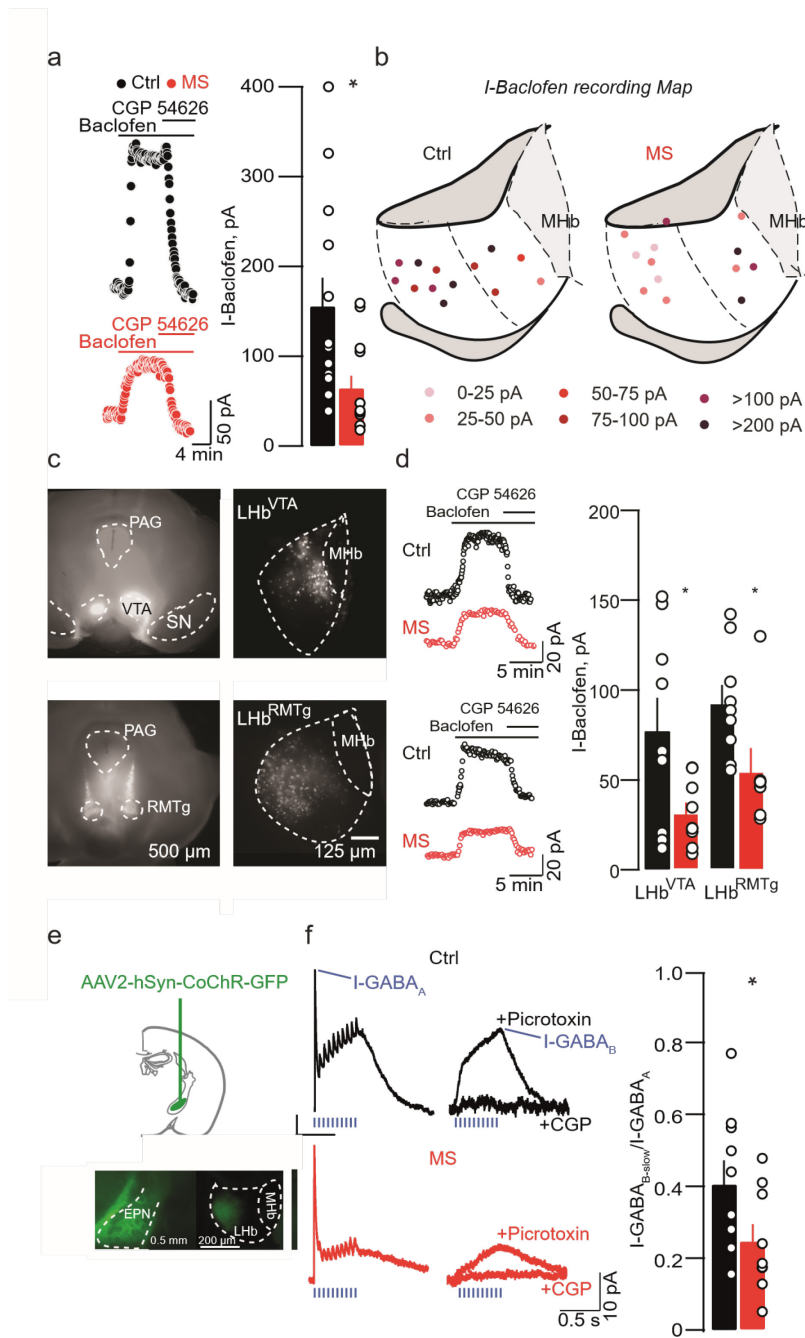 a
Ctrl MS
CGP 54626
Baclofen
CGP 54626
Baclofen
4 min
50 pA
I-Baclofen, pA
400
300
200
100
0
*
b
I-Baclofen recording Map
Ctrl
MHb
MS
MHb
0-25 pA
25-50 pA
50-75 pA
75-100 pA
>100 pA
>200 pA
c
PAG
VTA
SN
LHb VTA
MHb
PAG
RMTg
500 µm
LHb RMTg
MHb
125 µm
d
CGP 54626
Baclofen
Ctrl
MS
5 min
20 pA
CGP 54626
Baclofen
Ctrl
MS
5 min
20 pA
I-Baclofen, pA
200
150
100
50
0
*
*
LHb VTA
LHb RMTg
e
AAV2-hSyn-CoChR-GFP
EPN
0.5 mm
LHb
MHb
200 µm
f
Ctrl
I-GABA A
+Picrotoxin
I-GABA B
+CGP
MS
+Picrotoxin
+CGP
0.5 s
10 pA
I-GABA B-slow/I-GABA A
1.0
0.8
0.6
0.4
0.2
0
*